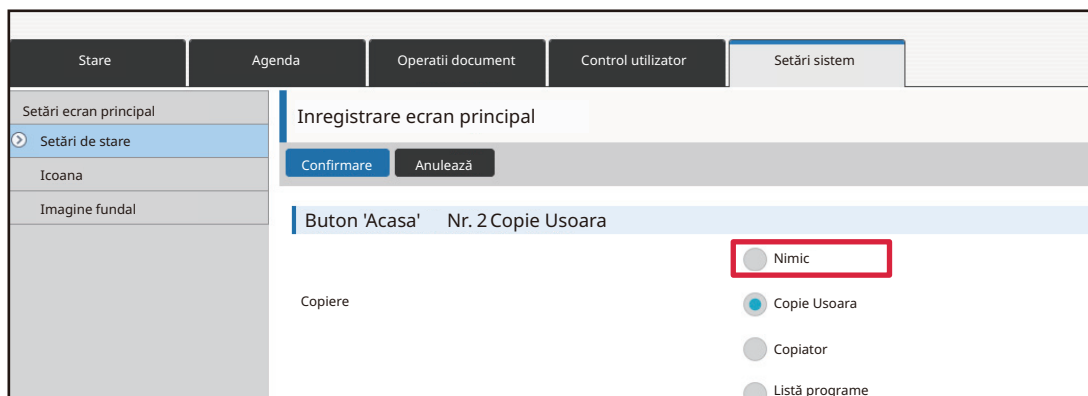 Stare Agenda Operatii document Control utilizator Setări sistem
Setări ecran principal
Setări de stare
Icoana
Imagine fundal
Inregistrare ecran principal
Confirmare Anulează
Buton 'Acasa' Nr. 2 Copie Usoara
Nimic
Copiere
Copie Usoara
Copiator
Listă programe